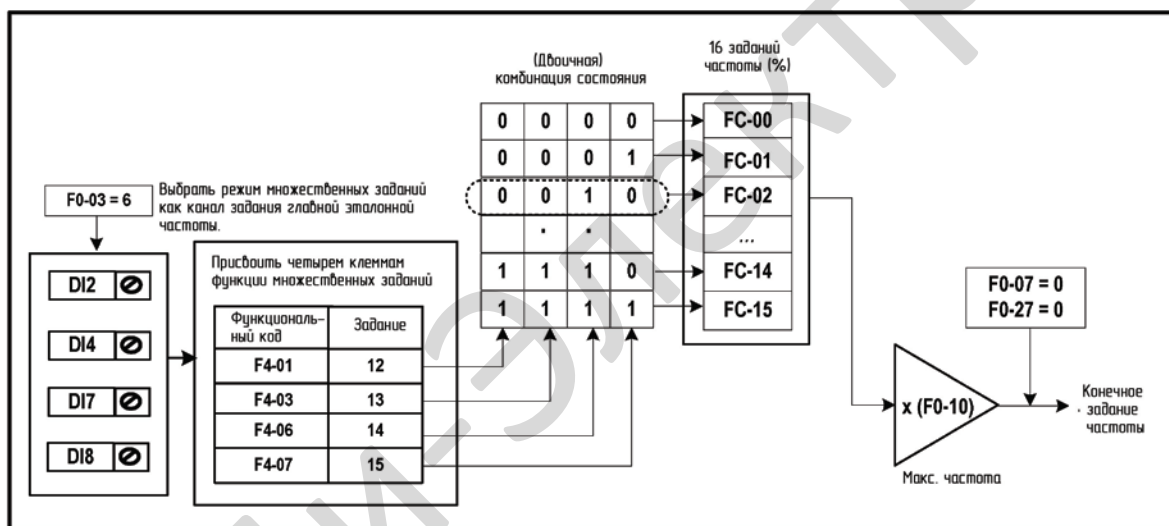 F0-03 = 6
Выбрать режим множественных заданий
как канал задания главной эталонной
частоты.
DI2
DI4
DI7
DI8
Присвоить четырем клеммам
функции множественных заданий
Функциональ-
ный код
Задание
F4-01 12
F4-03 13
F4-06 14
F4-07 15
(Двоичная)
комбинация состояния
0 0 0 0
0 0 0 1
0 0 1 0
. .
1 1 1 0
1 1 1 1
16 заданий
частоты (%)
FC-00
FC-01
FC-02
...
FC-14
FC-15
x (F0-10)
Макс. частота
F0-07 = 0
F0-27 = 0
Конечное
задание
частоты
и-Электр